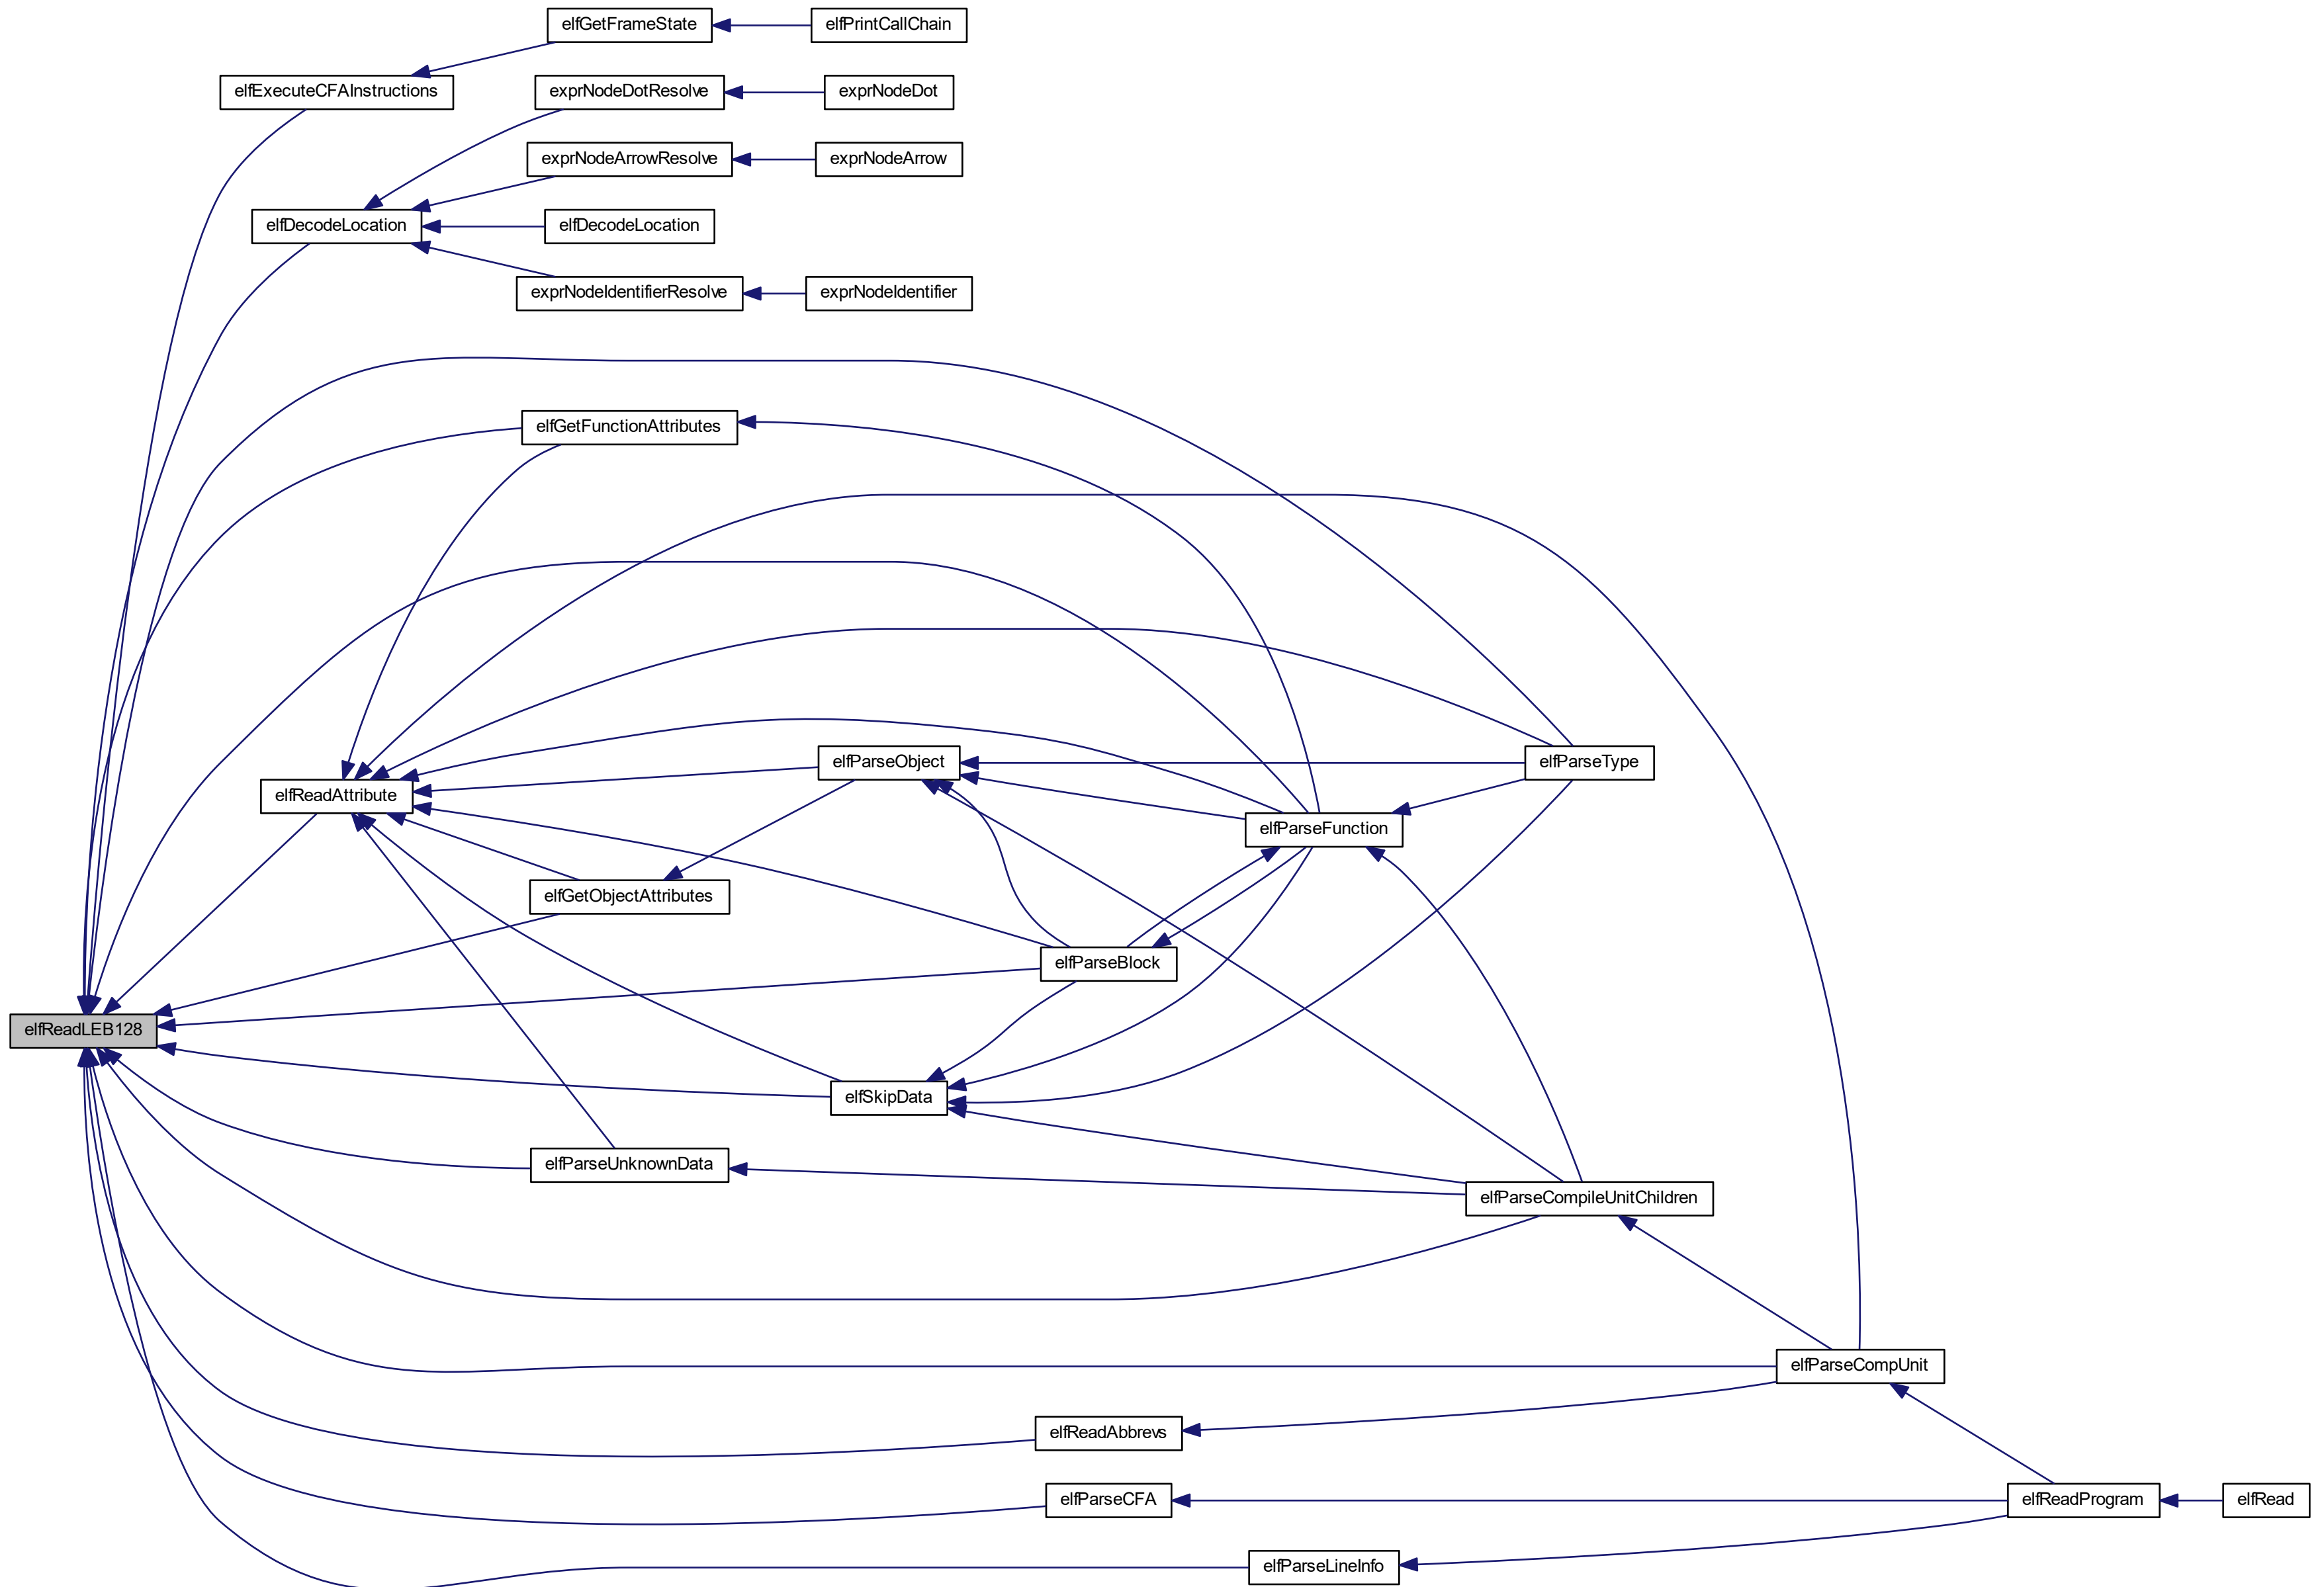 elfGetFrameState
elfPrintCallChain
elfExecuteCFAInstructions
exprNodeDotResolve
exprNodeDot
exprNodeArrowResolve
exprNodeArrow
elfDecodeLocation
elfDecodeLocation
exprNodeIdentifierResolve
exprNodeIdentifier
elfGetFunctionAttributes
elfParseObject
elfParseType
elfReadAttribute
elfParseFunction
elfGetObjectAttributes
elfParseBlock
elfReadLEB128
elfSkipData
elfParseUnknownData
elfParseCompileUnitChildren
elfParseCompUnit
elfReadAbbrevs
elfParseCFA
elfReadProgram
elfRead
elfParseLineInfo